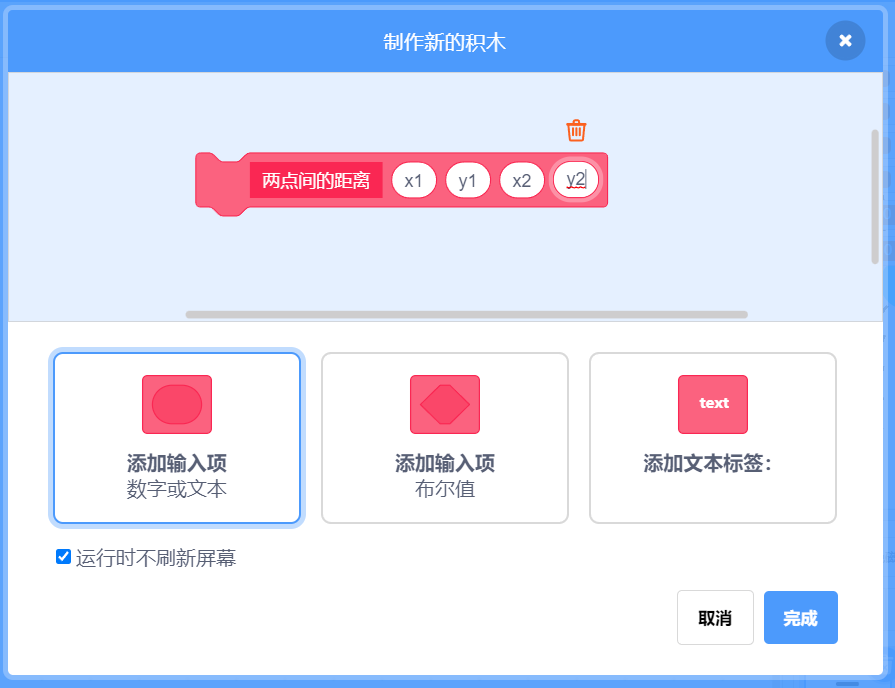 制作新的积木
两点间的距离 x1 y1 x2 y2
text
添加输入项 添加输入项 添加文本标签：
数字或文本 布尔值
运行时不刷新屏幕
取消 完成